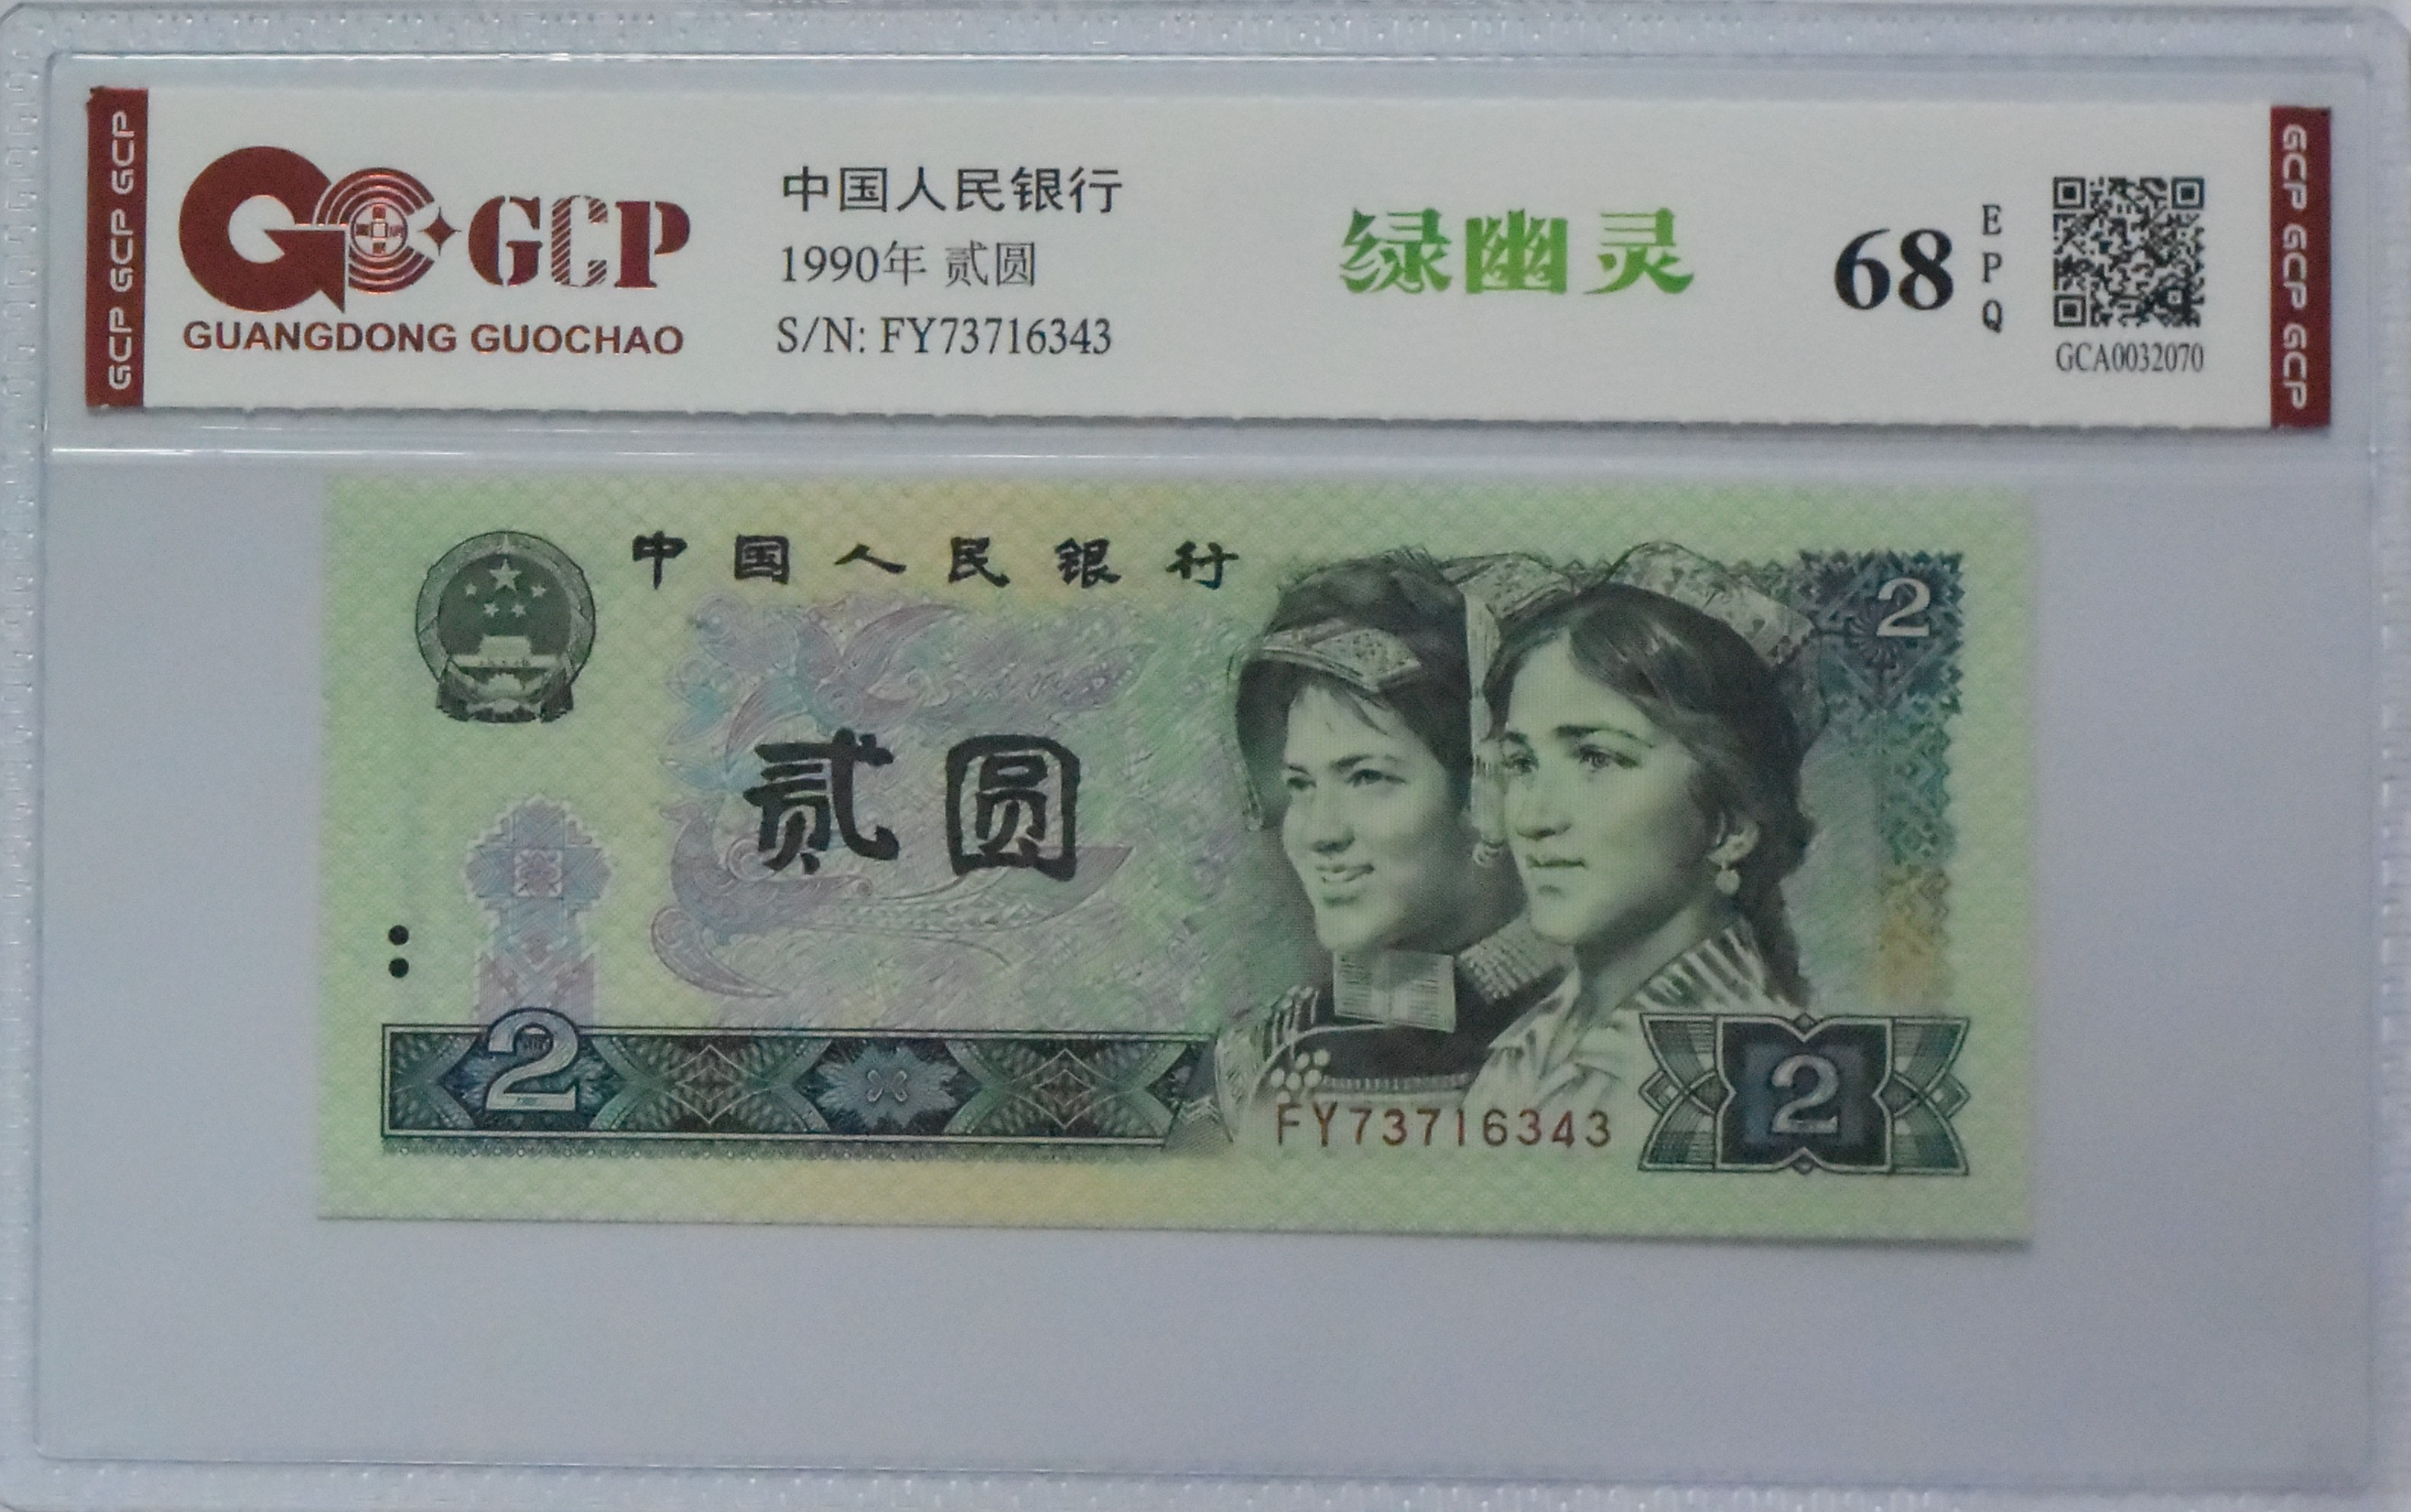 GCP GCP GCP
GCP
GUANGDONG GUOCHAO
中国人民银行
1990年 贰圆
S/N: FY73716343
绿幽灵
68
EPQ
GCA0032070
GCP GCP GCP
中国人民银行
2
贰圆
2
FY73716343
2